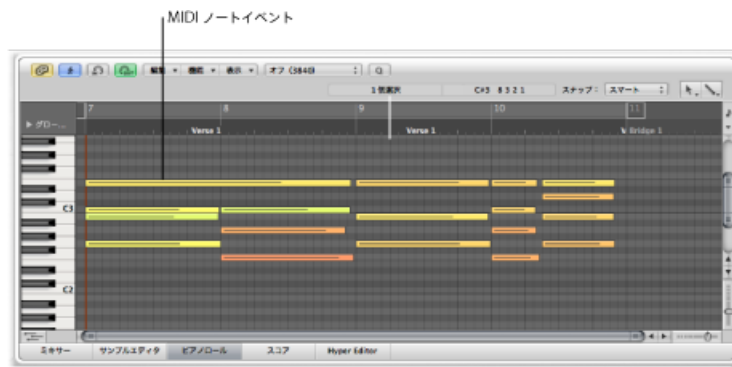 MIDI ノートイベント
編集 機能 表示 オフ (3840)
1 個選択 C#3 8 3 2 1 スナップ： スマート
7 8 9 10 11
▶ グロー...
Verse 1 Verse 1 Bridge 1
C3
C2
ミキサー サンプルエディタ ピアノロール スコア Hyper Editor